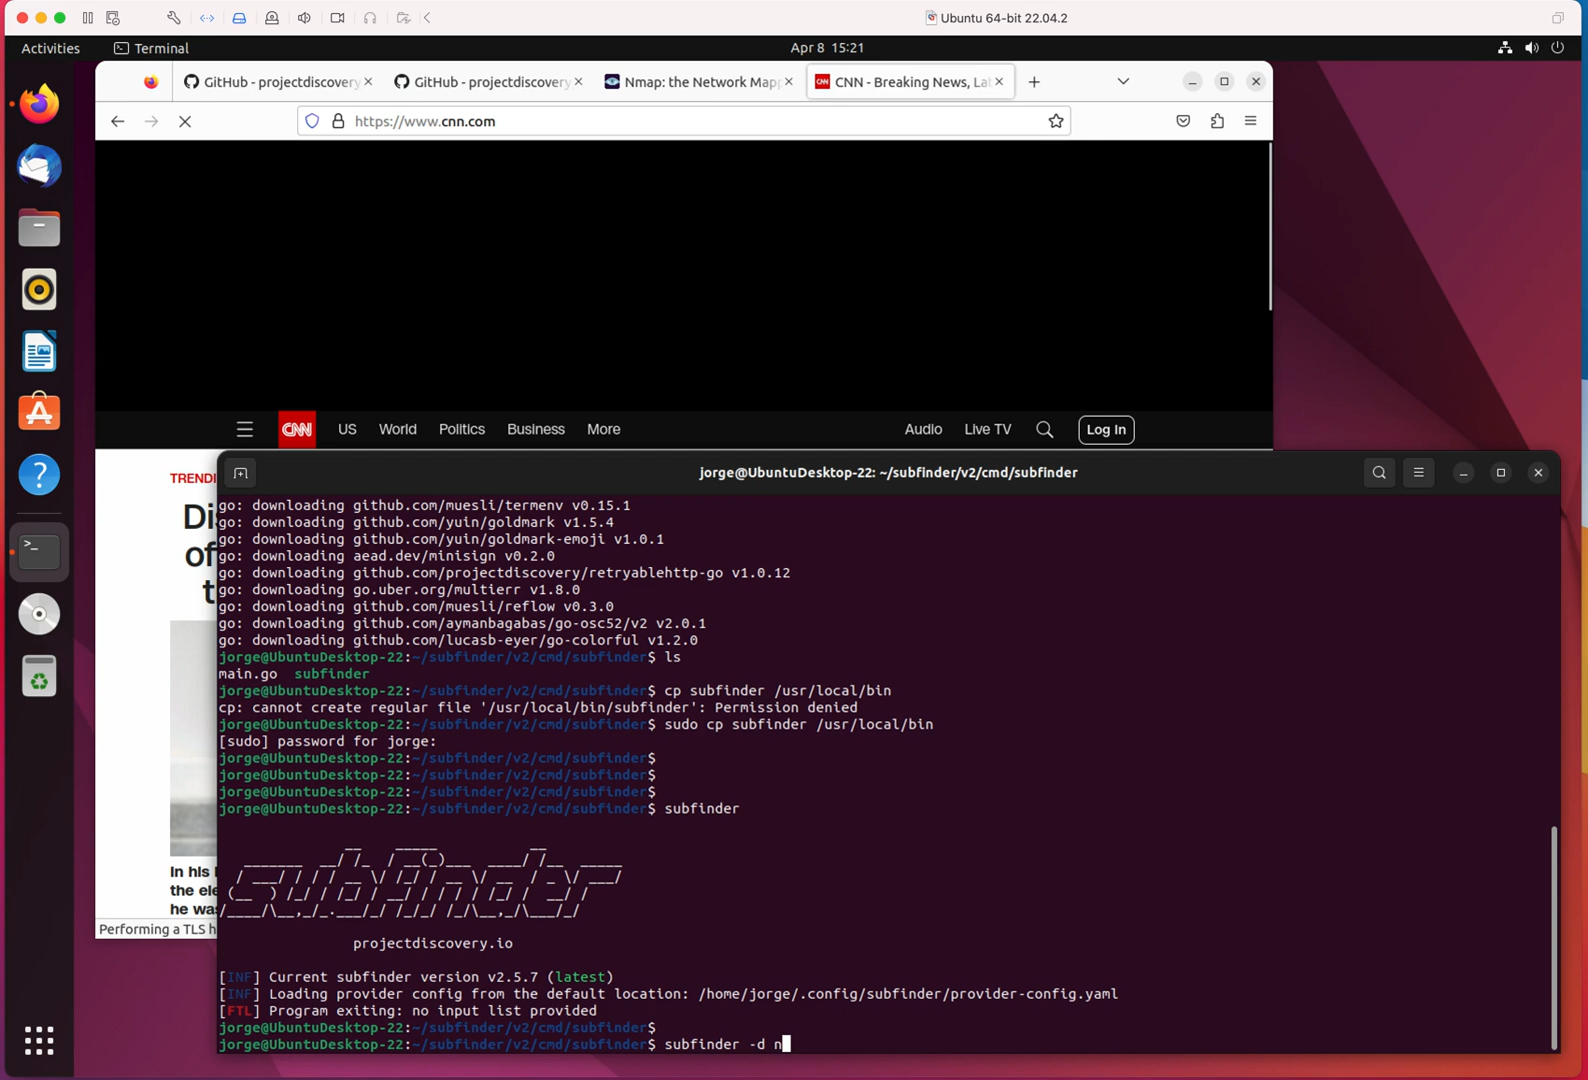 Ubuntu 64-bit 22.04.2
Activities
Terminal
Apr 8 15:21
GitHub - projectdiscovery
GitHub - projectdiscovery
Nmap: the Network Mapp
CNN - Breaking News, Lat
https://www.cnn.com
CNN
US
World
Politics
Business
More
Audio
Live TV
Log In
TRENDI
Di
of
t
In his
the ele
he was
Performing a TLS h
jorge@UbuntuDesktop-22: ~/subfinder/v2/cmd/subfinder
go: downloading github.com/muesli/termenv v0.15.1
go: downloading github.com/yuin/goldmark v1.5.4
go: downloading github.com/yuin/goldmark-emoji v1.0.1
go: downloading aead.dev/minisign v0.2.0
go: downloading github.com/projectdiscovery/retryablehttp-go v1.0.12
go: downloading go.uber.org/multierr v1.8.0
go: downloading github.com/muesli/reflow v0.3.0
go: downloading github.com/aymanbagabas/go-osc52/v2 v2.0.1
go: downloading github.com/lucasb-eyer/go-colorful v1.2.0
jorge@UbuntuDesktop-22:~/subfinder/v2/cmd/subfinder$ ls
main.go  subfinder
jorge@UbuntuDesktop-22:~/subfinder/v2/cmd/subfinder$ cp subfinder /usr/local/bin
cp: cannot create regular file '/usr/local/bin/subfinder': Permission denied
jorge@UbuntuDesktop-22:~/subfinder/v2/cmd/subfinder$ sudo cp subfinder /usr/local/bin
[sudo] password for jorge:
jorge@UbuntuDesktop-22:~/subfinder/v2/cmd/subfinder$
jorge@UbuntuDesktop-22:~/subfinder/v2/cmd/subfinder$
jorge@UbuntuDesktop-22:~/subfinder/v2/cmd/subfinder$
jorge@UbuntuDesktop-22:~/subfinder/v2/cmd/subfinder$ subfinder
subfinder
projectdiscovery.io
[INF] Current subfinder version v2.5.7 (latest)
[INF] Loading provider config from the default location: /home/jorge/.config/subfinder/provider-config.yaml
[FTL] Program exiting: no input list provided
jorge@UbuntuDesktop-22:~/subfinder/v2/cmd/subfinder$
jorge@UbuntuDesktop-22:~/subfinder/v2/cmd/subfinder$ subfinder -d n